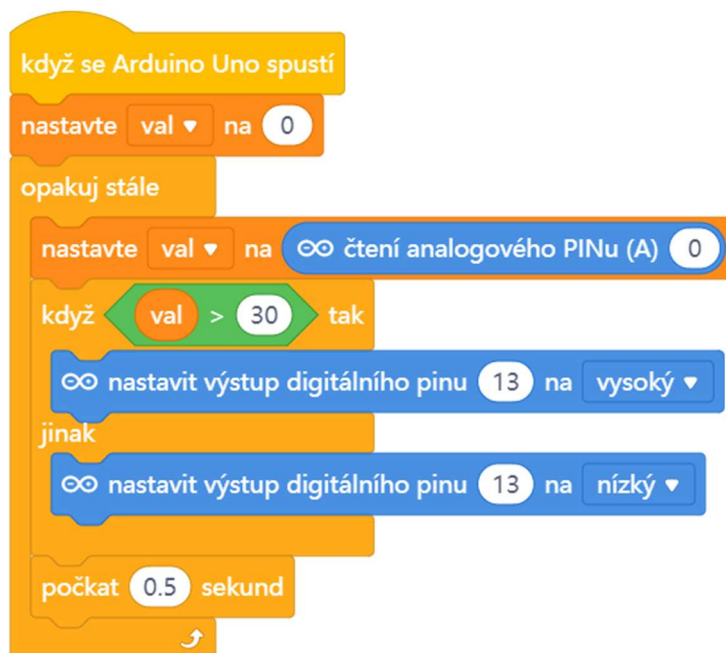 když se Arduino Uno spustí
nastavte val na 0
opakuj stále
nastavte val na čtení analogového PINu (A) 0
když val > 30 tak
nastavit výstup digitálního pinu 13 na vysoký
jinak
nastavit výstup digitálního pinu 13 na nízký
počkat 0.5 sekund